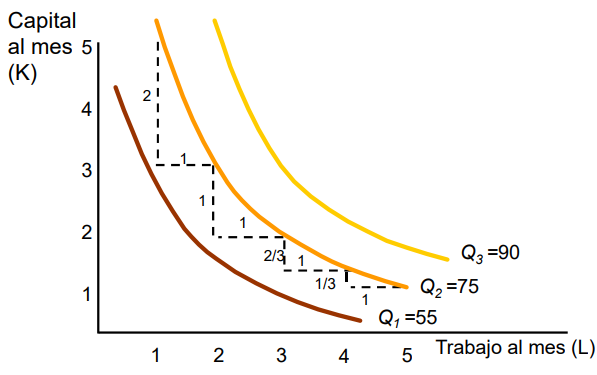 Capital
al mes
(K)
5
4
3
2
1
2
1
1
1
2/3
1
1/3
1
Q3 =90
Q2 =75
Q1 =55
1 2 3 4 5
Trabajo al mes (L)